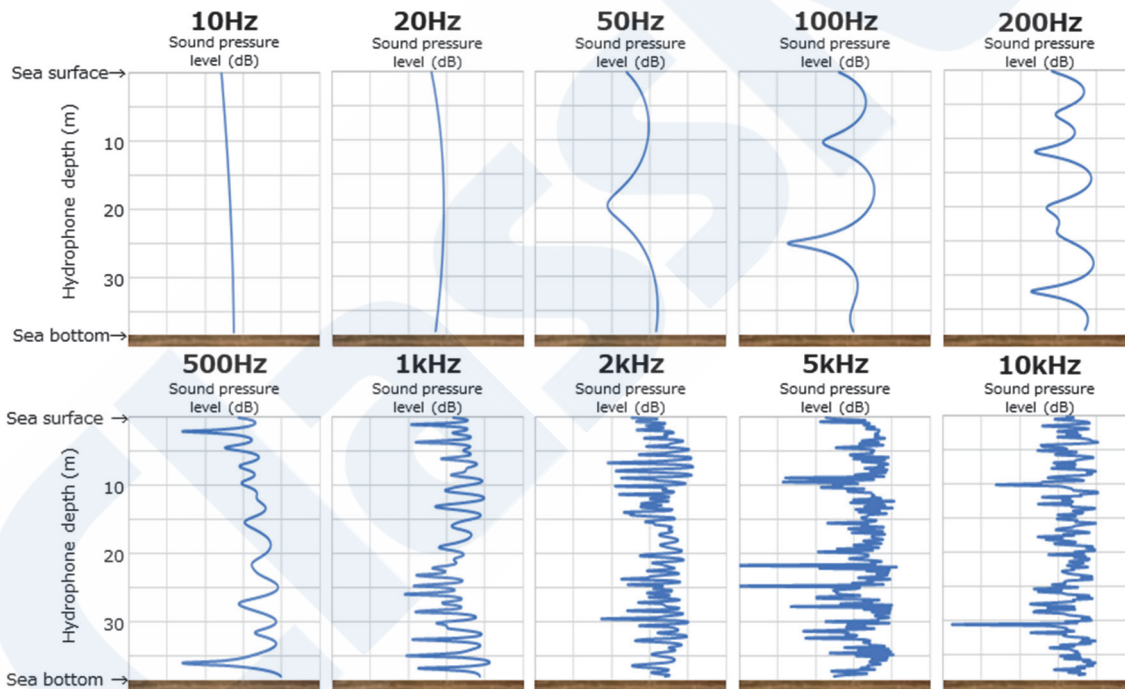 10Hz
Sound pressure
level (dB)
20Hz
Sound pressure
level (dB)
50Hz
Sound pressure
level (dB)
100Hz
Sound pressure
level (dB)
200Hz
Sound pressure
level (dB)
Sea surface→
Hydrophone depth (m)
10
20
30
Sea bottom→
500Hz
Sound pressure
level (dB)
1kHz
Sound pressure
level (dB)
2kHz
Sound pressure
level (dB)
5kHz
Sound pressure
level (dB)
10kHz
Sound pressure
level (dB)
Sea surface →
Hydrophone depth (m)
10
20
30
Sea bottom →